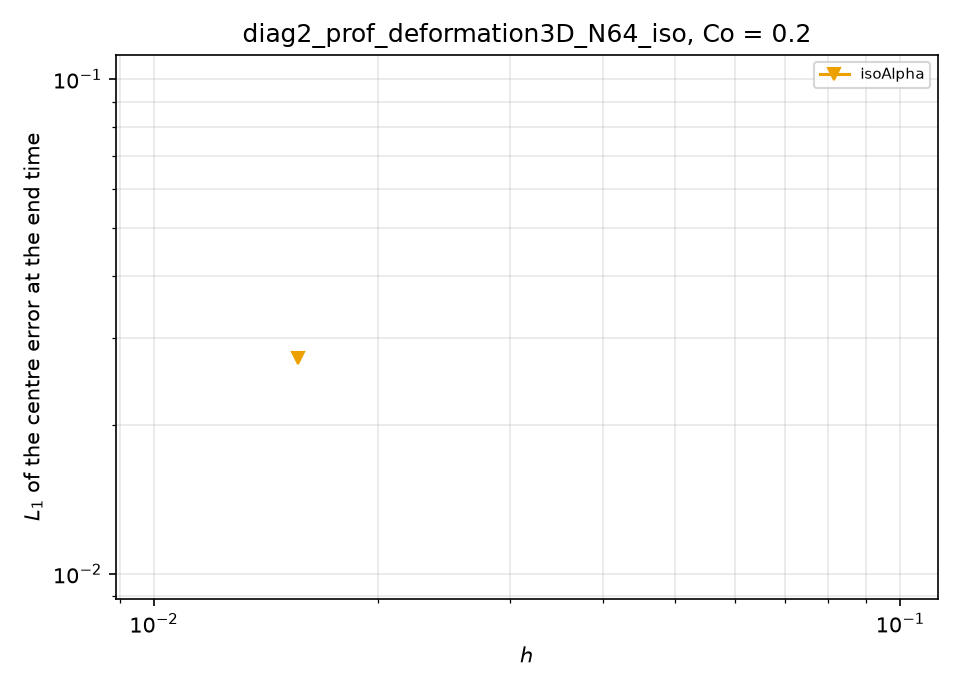 diag2_prof_deformation3D_N64_iso, Co = 0.2
isoAlpha
L₁ of the centre error at the end time
10⁻¹
10⁻²
10⁻²
10⁻¹
h